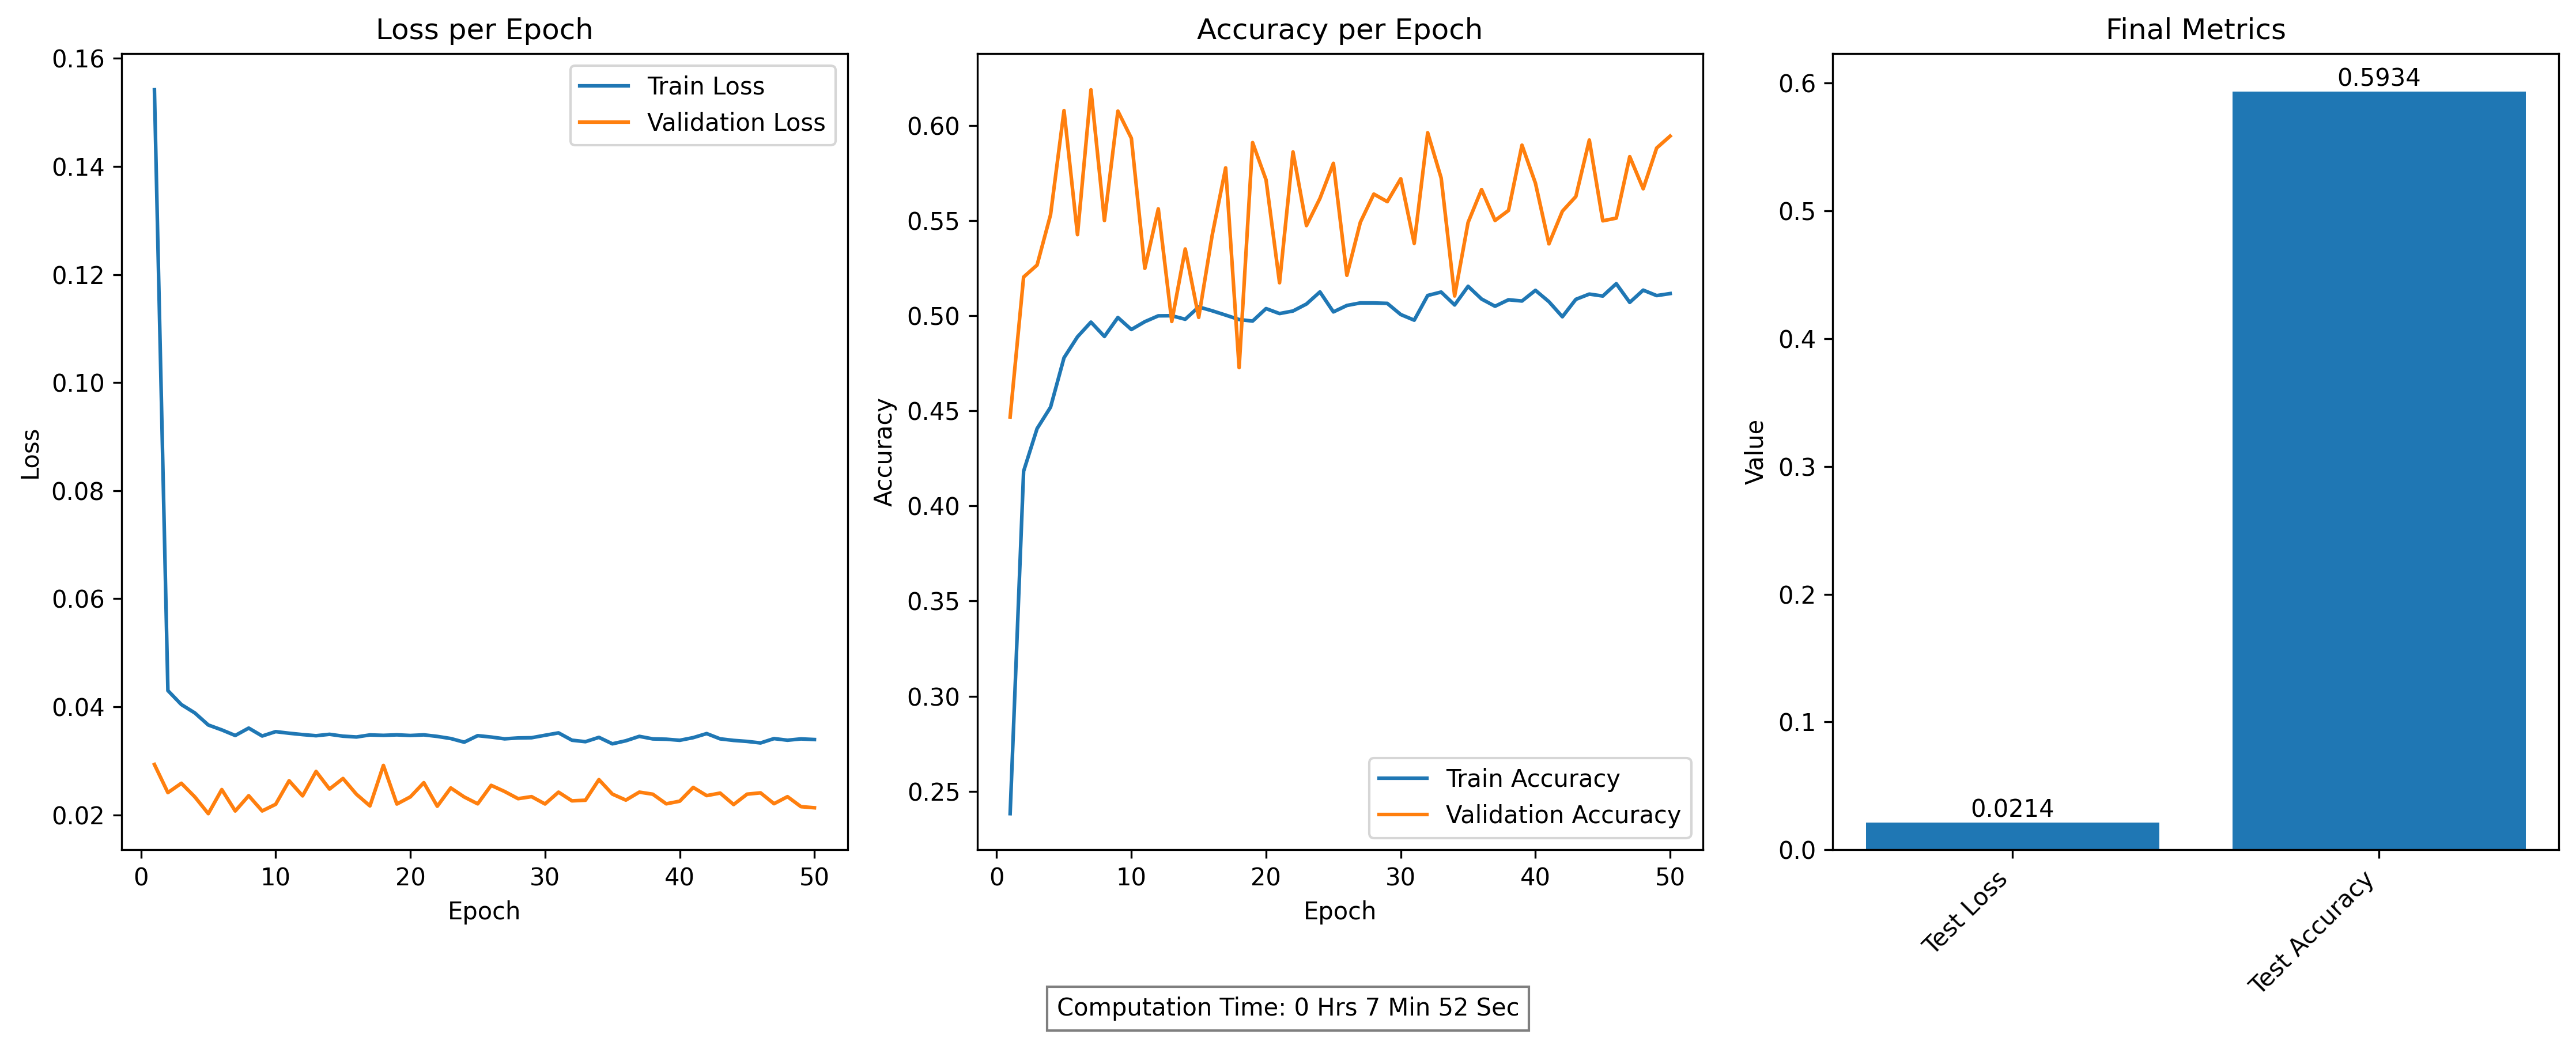 Loss per Epoch
0.16
0.14
0.12
0.10
0.08
0.06
0.04
0.02
Loss
0
10
20
30
40
50
Epoch
Train Loss
Validation Loss
Accuracy per Epoch
0.60
0.55
0.50
0.45
0.40
0.35
0.30
0.25
Accuracy
0
10
20
30
40
50
Epoch
Train Accuracy
Validation Accuracy
Final Metrics
0.6
0.5
0.4
0.3
0.2
0.1
0.0
Value
0.0214
0.5934
Test Loss
Test Accuracy
Computation Time: 0 Hrs 7 Min 52 Sec